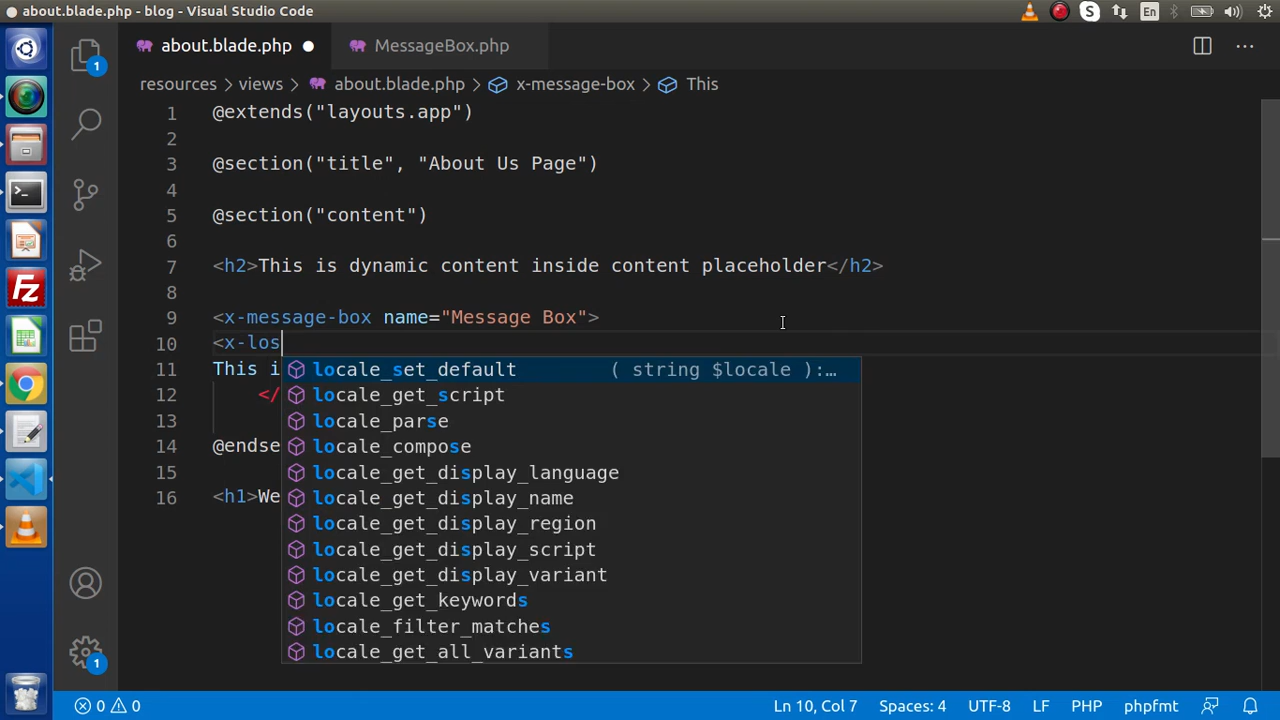 about.blade.php - blog - Visual Studio Code
S
En
1
about.blade.php
MessageBox.php
resources > views > about.blade.php > x-message-box > This
1 @extends("layouts.app")
2
3 @section("title", "About Us Page")
4
5 @section("content")
6
7 <h2>This is dynamic content inside content placeholder</h2>
8
9 <x-message-box name="Message Box">
10 <x-los
11 This i
12 </
13
14 @endse
15
16 <h1>We
locale_set_default ( string $locale ):…
locale_get_script
locale_parse
locale_compose
locale_get_display_language
locale_get_display_name
locale_get_display_region
locale_get_display_script
locale_get_display_variant
locale_get_keywords
locale_filter_matches
locale_get_all_variants
Fz
1
0 0 Ln 10, Col 7 Spaces: 4 UTF-8 LF PHP phpfmt